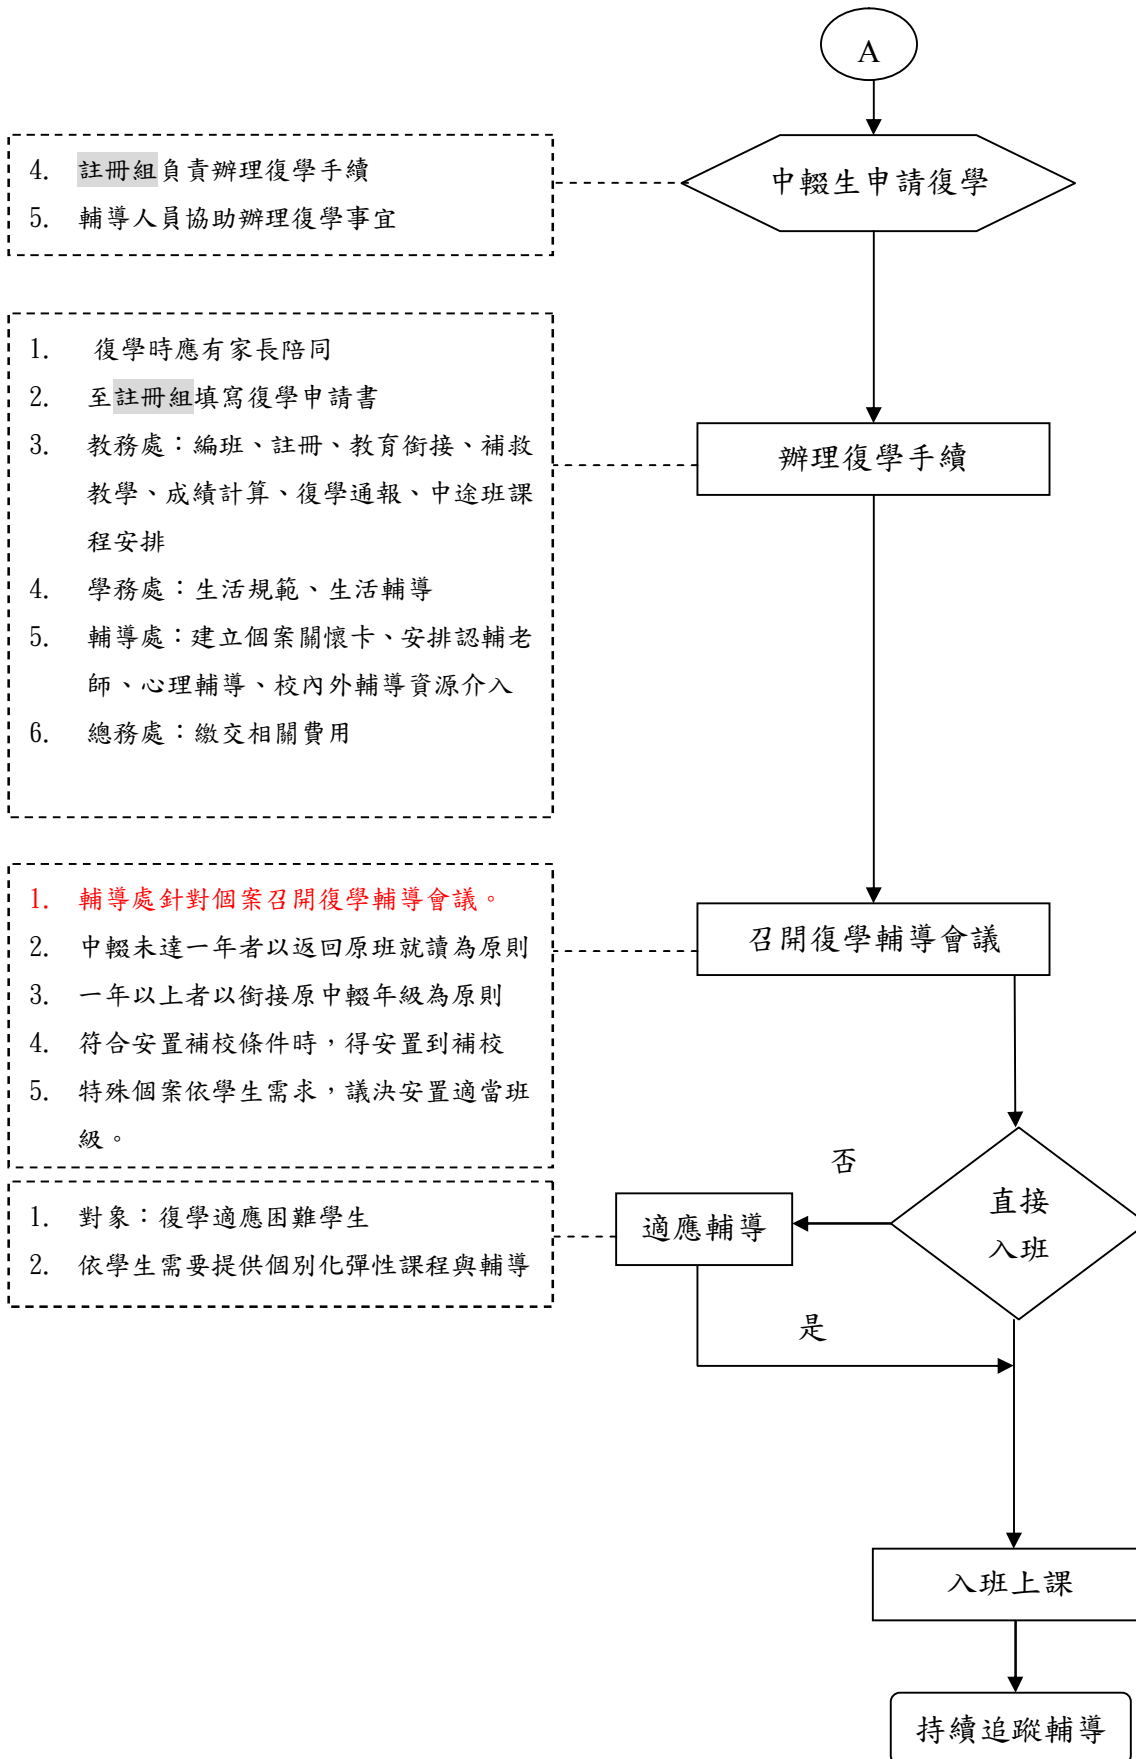 A
中輟生申請復學
4. 註冊組負責辦理復學手續
5. 輔導人員協助辦理復學事宜
1. 復學時應有家長陪同
2. 至註冊組填寫復學申請書
3. 教務處：編班、註冊、教育銜接、補救
教學、成績計算、復學通報、中途班課
程安排
4. 學務處：生活規範、生活輔導
5. 輔導處：建立個案關懷卡、安排認輔老
師、心理輔導、校內外輔導資源介入
6. 總務處：繳交相關費用
辦理復學手續
1. 輔導處針對個案召開復學輔導會議。
2. 中輟未達一年者以返回原班就讀為原則
3. 一年以上者以銜接原中輟年級為原則
4. 符合安置補校條件時，得安置到補校
5. 特殊個案依學生需求，議決安置適當班
級。
召開復學輔導會議
否
直接
入班
適應輔導
1. 對象：復學適應困難學生
2. 依學生需要提供個別化彈性課程與輔導
是
入班上課
持續追蹤輔導